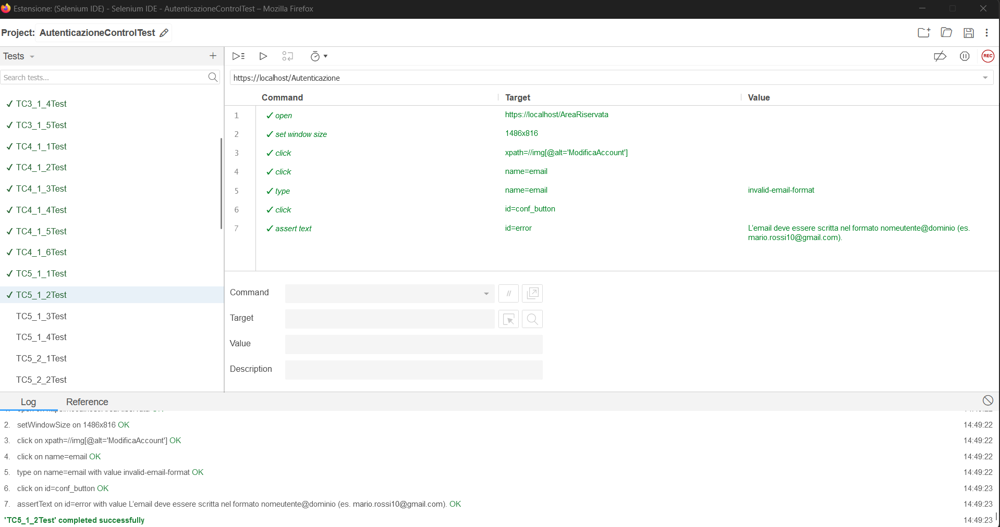 Estensione: (Selenium IDE) - Selenium IDE - AutenticazioneControlTest – Mozilla Firefox
Project: AutenticazioneControlTest
Tests
Search tests...
✓ TC3_1_4Test
✓ TC3_1_5Test
✓ TC4_1_1Test
✓ TC4_1_2Test
✓ TC4_1_3Test
✓ TC4_1_4Test
✓ TC4_1_5Test
✓ TC4_1_6Test
✓ TC5_1_1Test
✓ TC5_1_2Test
TC5_1_3Test
TC5_1_4Test
TC5_2_1Test
TC5_2_2Test
REC
https://localhost/Autenticazione
Command Target Value
1 ✓ open https://localhost/AreaRiservata
2 ✓ set window size 1486x816
3 ✓ click xpath=//img[@alt='ModificaAccount']
4 ✓ click name=email
5 ✓ type name=email invalid-email-format
6 ✓ click id=conf_button
7 ✓ assert text id=error L'email deve essere scritta nel formato nomeutente@dominio (es.
mario.rossi10@gmail.com).
Command //
Target
Value
Description
Log Reference
2. setWindowSize on 1486x816 OK 14:49:22
3. click on xpath=//img[@alt='ModificaAccount'] OK 14:49:22
4. click on name=email OK 14:49:22
5. type on name=email with value invalid-email-format OK 14:49:22
6. click on id=conf_button OK 14:49:23
7. assertText on id=error with value L'email deve essere scritta nel formato nomeutente@dominio (es. mario.rossi10@gmail.com). OK 14:49:23
'TC5_1_2Test' completed successfully 14:49:23